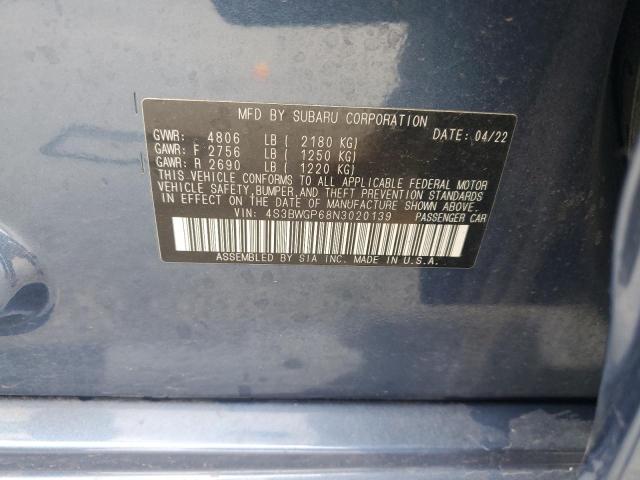 MFD BY SUBARU CORPORATION
GVWR: 4806 LB ( 2180 KG) DATE: 04/22
GAWR: F 2756 LB ( 1250 KG)
GAWR: R 2690 LB ( 1220 KG)
THIS VEHICLE CONFORMS TO ALL APPLICABLE FEDERAL MOTOR
VEHICLE SAFETY, BUMPER, AND THEFT PREVENTION STANDARDS
IN EFFECT ON THE DATE OF MANUFACTURE SHOWN ABOVE.
VIN: 4S3BWGP68N3020139 PASSENGER CAR
ASSEMBLED BY SIA INC. MADE IN U.S.A.